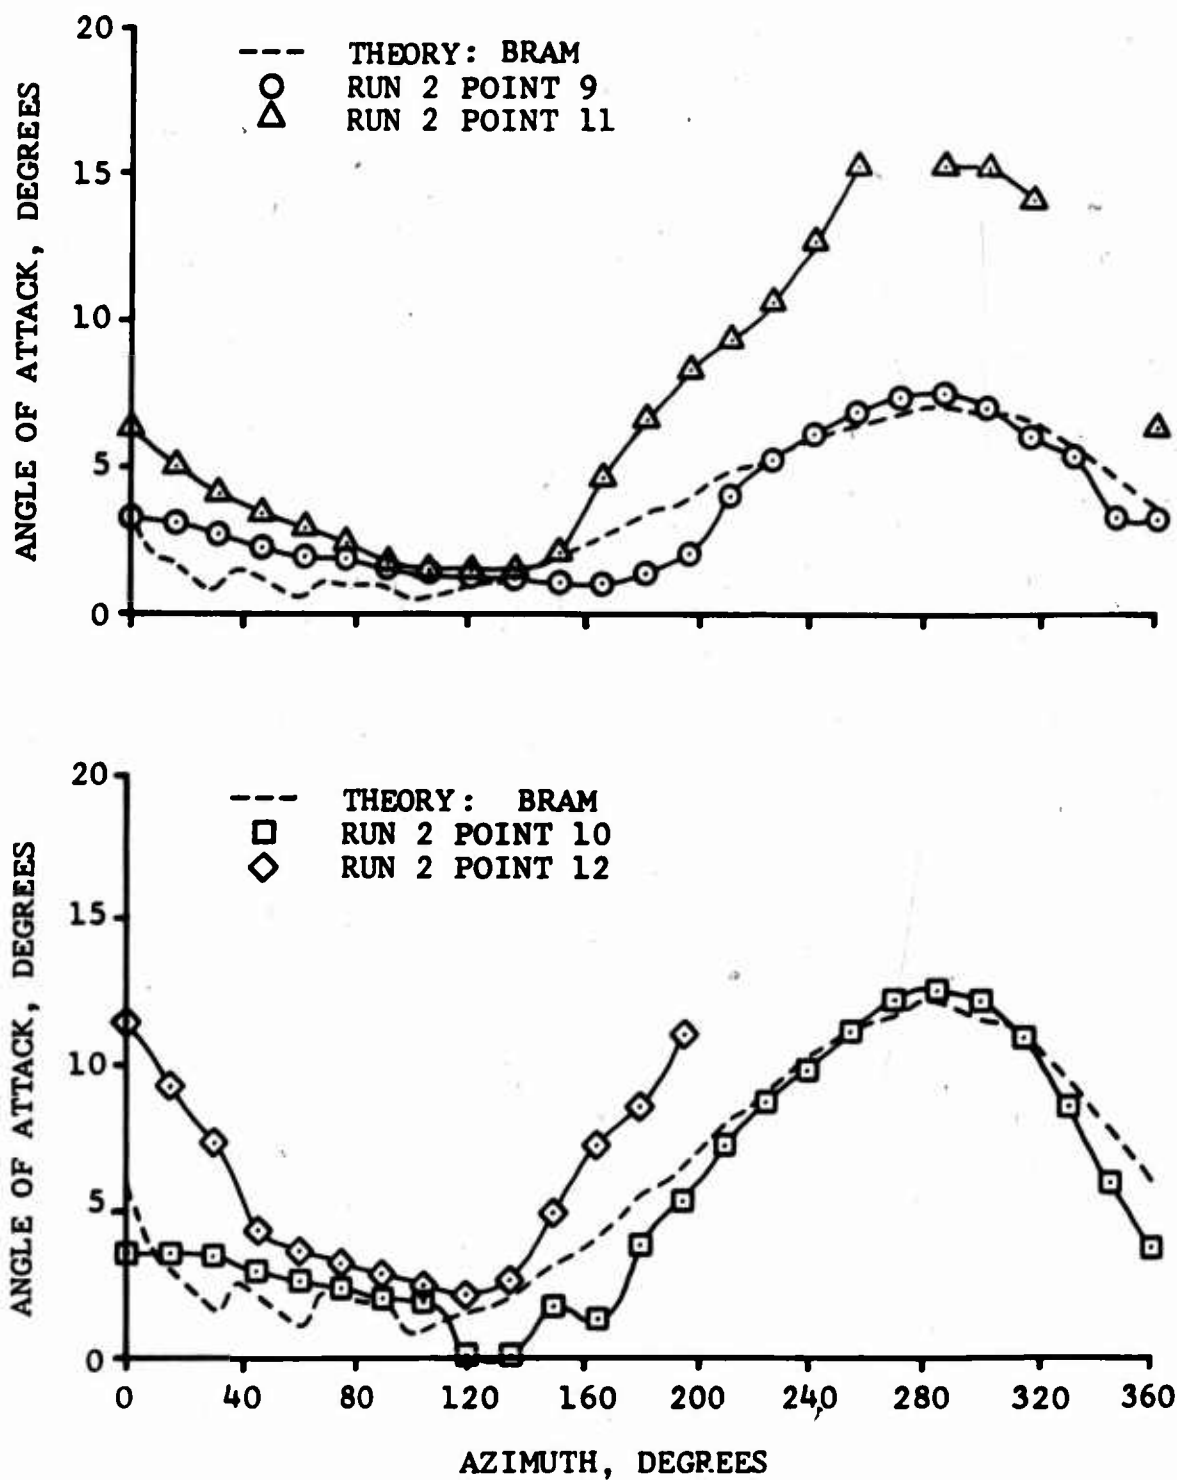 20
15
10
5
0
ANGLE OF ATTACK, DEGREES
THEORY: BRAM
RUN 2 POINT 9
RUN 2 POINT 11
20
15
10
5
0
ANGLE OF ATTACK, DEGREES
THEORY: BRAM
RUN 2 POINT 10
RUN 2 POINT 12
0 40 80 120 160 200 240 280 320 360
AZIMUTH, DEGREES